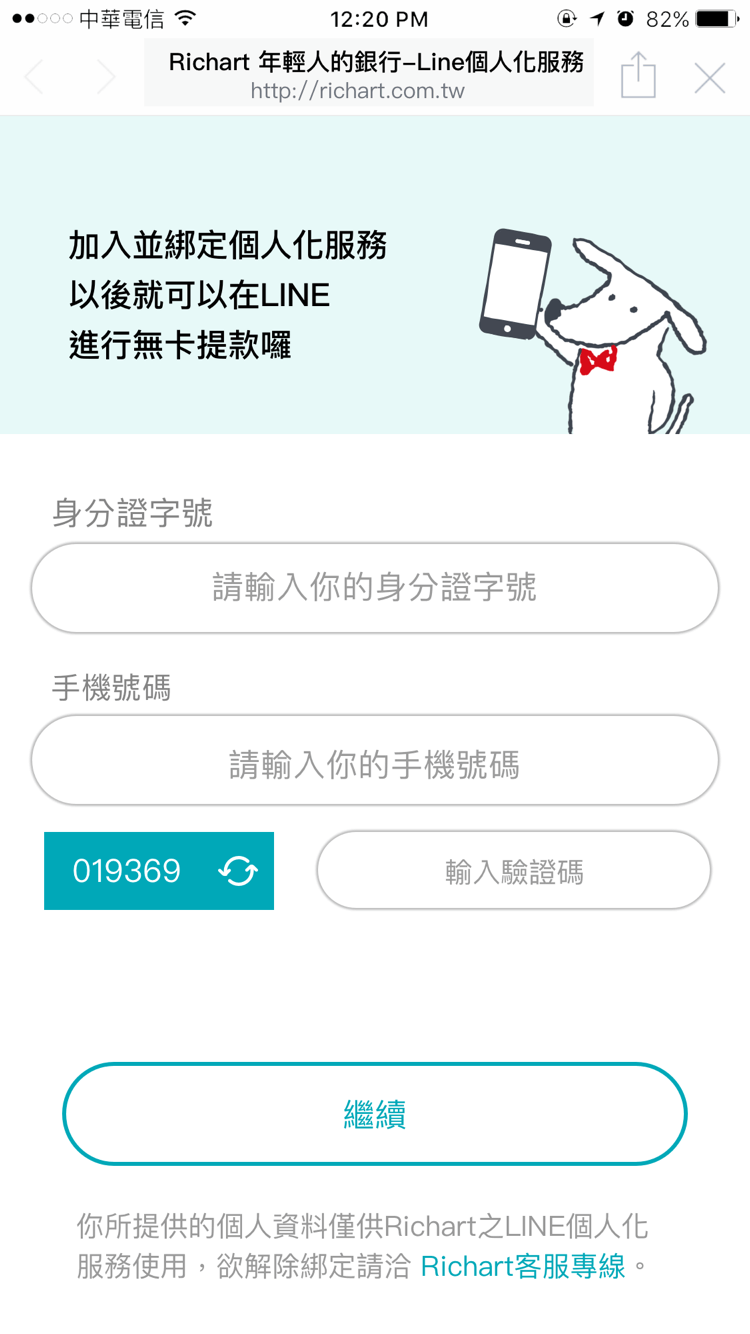 中華電信 12:20 PM 82%
Richart 年輕人的銀行–Line個人化服務
http://richart.com.tw
加入並綁定個人化服務
以後就可以在LINE
進行無卡提款囉
身分證字號
請輸入你的身分證字號
手機號碼
請輸入你的手機號碼
019369 輸入驗證碼
繼續
你所提供的個人資料僅供Richart之LINE個人化
服務使用，欲解除綁定請洽 Richart客服專線。